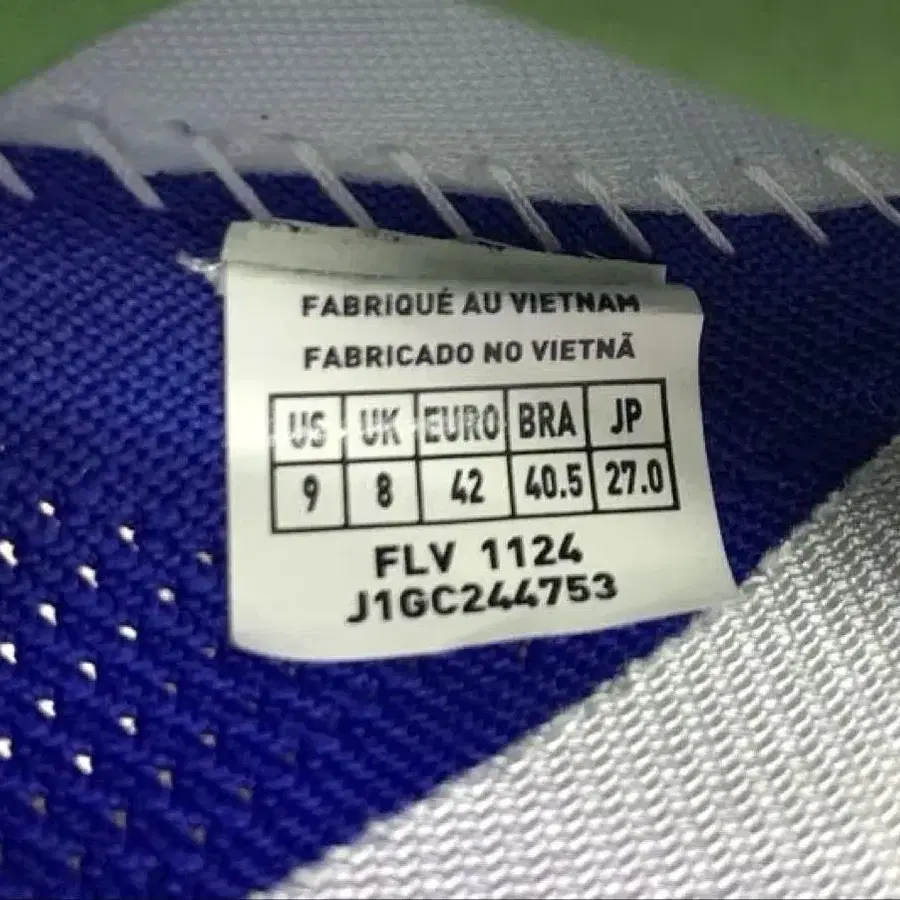 FABRIQUÉ AU VIETNAM
FABRICADO NO VIETNÃ
US UK EURO BRA JP
9 8 42 40.5 27.0
FLV 1124
J1GC244753